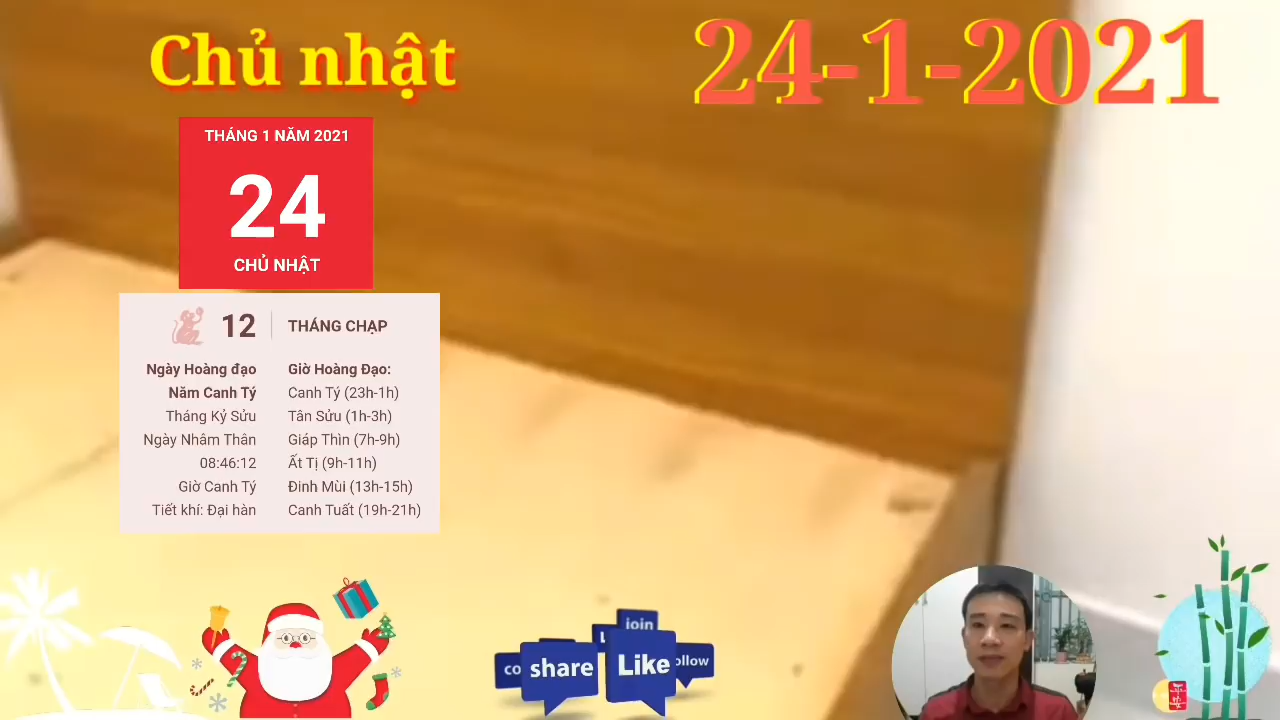 Chủ nhật
24-1-2021
THÁNG 1 NĂM 2021
24
CHỦ NHẬT
12
THÁNG CHẠP
Ngày Hoàng đạo
Năm Canh Tý
Tháng Kỷ Sửu
Ngày Nhâm Thân
08:46:12
Giờ Canh Tý
Tiết khí: Đại hàn
Giờ Hoàng Đạo:
Canh Tý (23h-1h)
Tân Sửu (1h-3h)
Giáp Thìn (7h-9h)
Ất Tị (9h-11h)
Đinh Mùi (13h-15h)
Canh Tuất (19h-21h)
join
share
Like